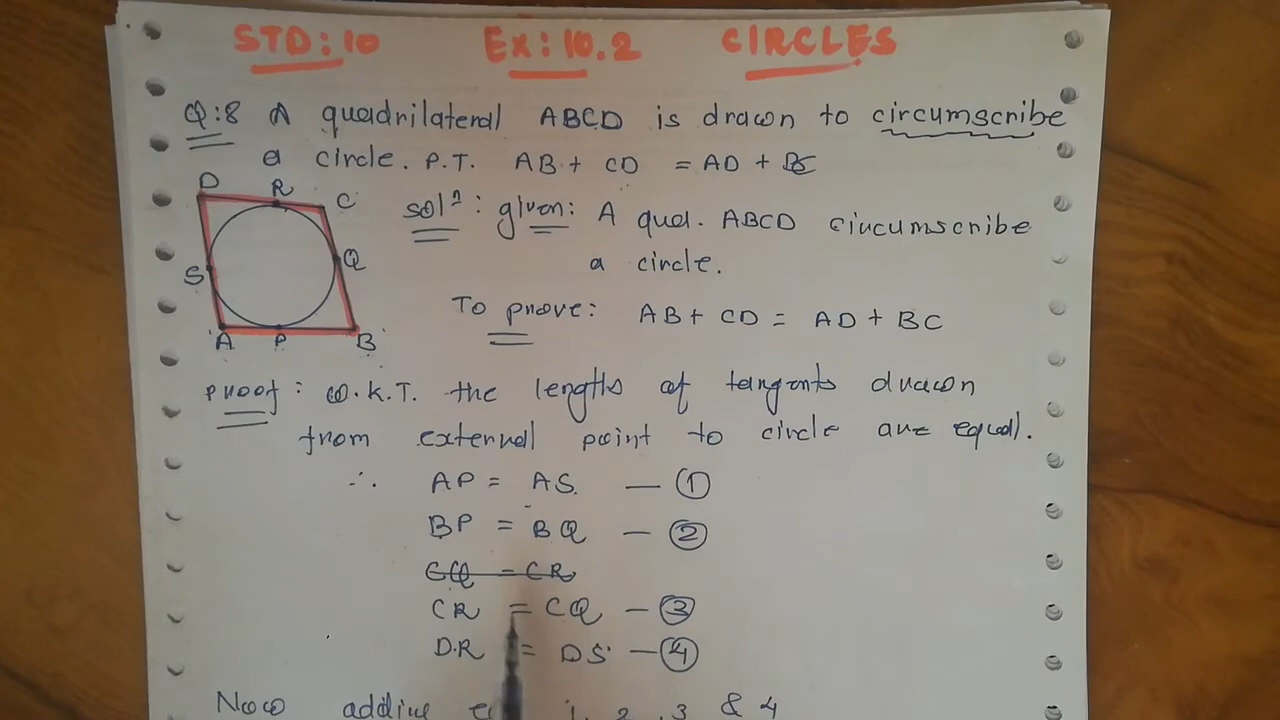 STD: 10 Ex: 10.2 CIRCLES
Q:8 A quadrilateral ABCD is drawn to circumscribe
a circle. P.T. AB + CD = AD + BC
D R C
S Q
A P B
solⁿ: given: A quad. ABCD circumscribe
a circle.
To prove: AB + CD = AD + BC
proof: W.K.T. the lengths of tangents drawn
from external point to circle are equal.
∴ AP = AS. — ①
BP = BQ — ②
CQ = CR
CR = CQ — ③
DR = DS — ④
Now adding 1, 2, 3 & 4